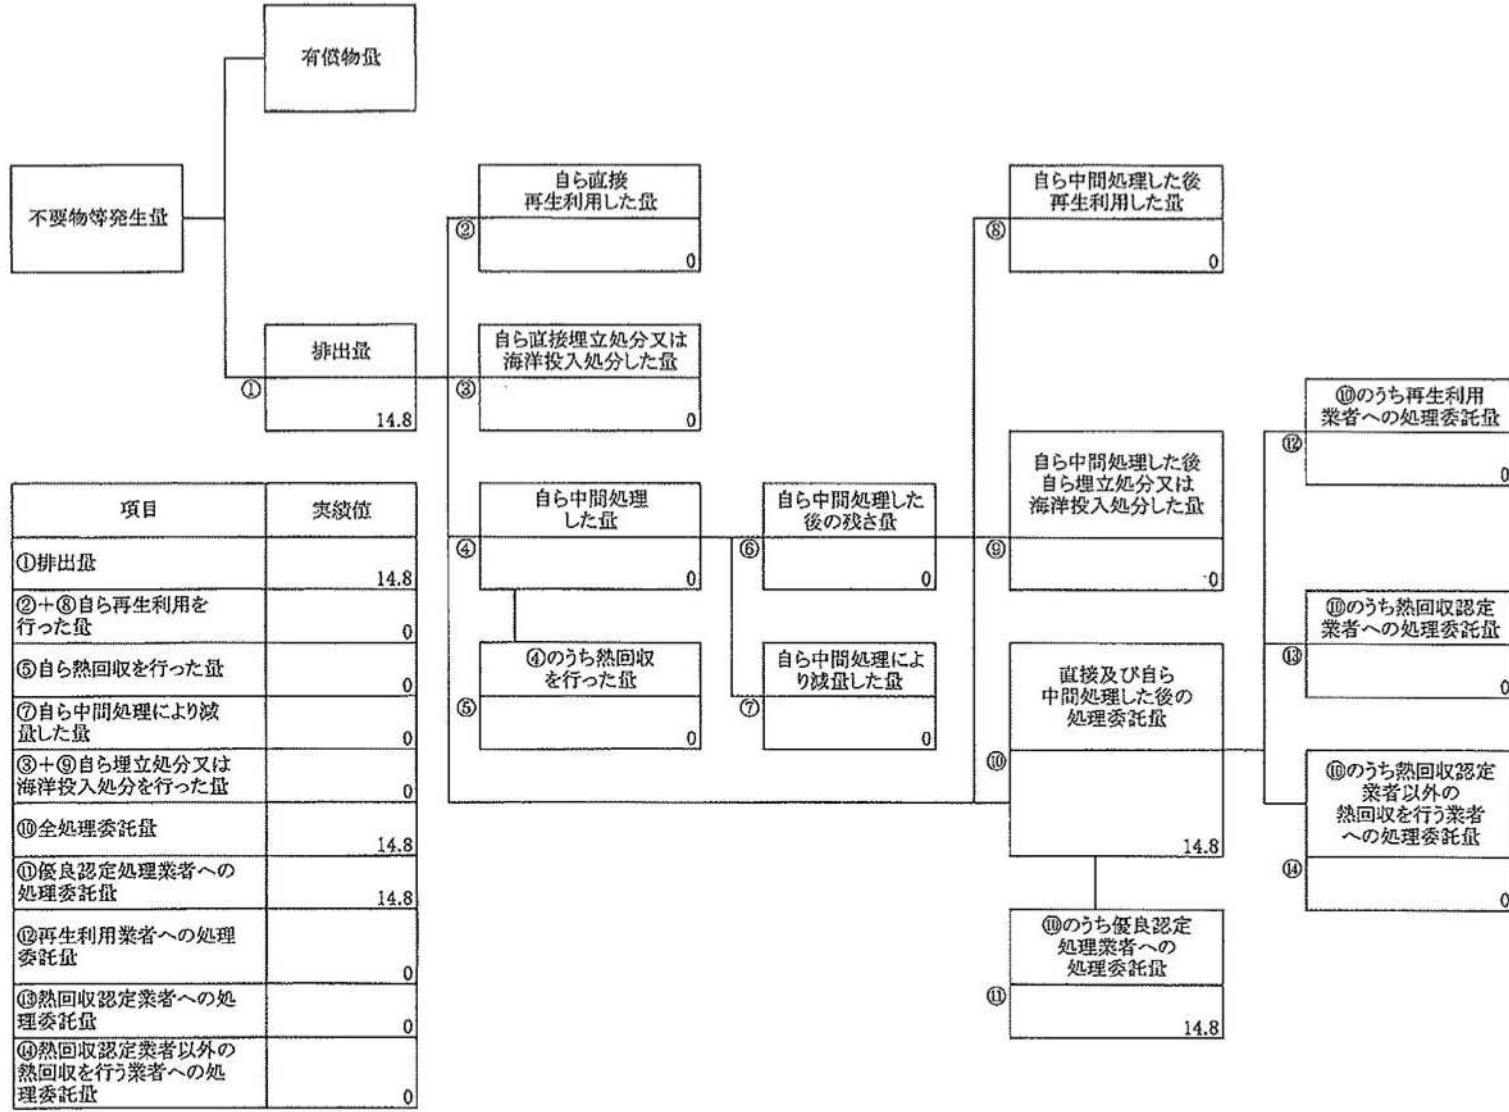 有償物量
不要物等発生量
排出量
①
14.8
自ら直接
再生利用した量
②
0
自ら直接埋立処分又は
海洋投入処分した量
③
0
自ら中間処理
した量
④
0
④のうち熱回収
を行った量
⑤
0
自ら中間処理した
後の残さ量
⑥
0
自ら中間処理によ
り減量した量
⑦
0
自ら中間処理した後
再生利用した量
⑧
0
自ら中間処理した後
自ら埋立処分又は
海洋投入処分した量
⑨
0
直接及び自ら
中間処理した後の
処理委託量
⑩
14.8
⑩のうち優良認定
処理業者への
処理委託量
⑪
14.8
⑩のうち再生利用
業者への処理委託量
⑫
0
⑩のうち熱回収認定
業者への処理委託量
⑬
0
⑩のうち熱回収認定
業者以外の
熱回収を行う業者
への処理委託量
⑭
0
項目 実績値
①排出量
14.8
②+⑧自ら再生利用を
行った量 0
⑤自ら熱回収を行った量
0
⑦自ら中間処理により減
量した量 0
③+⑨自ら埋立処分又は
海洋投入処分を行った量 0
⑩全処理委託量
14.8
⑪優良認定処理業者への
処理委託量 14.8
⑫再生利用業者への処理
委託量 0
⑬熱回収認定業者への処
理委託量 0
⑭熱回収認定業者以外の
熱回収を行う業者への処
理委託量 0